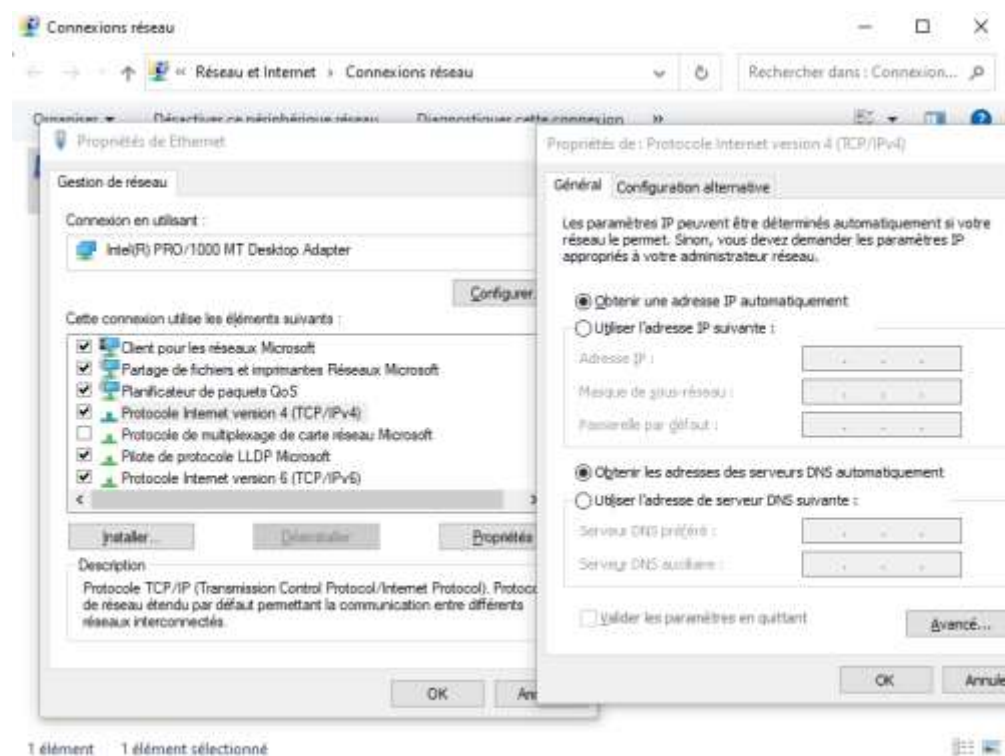 Connexions réseau
« Réseau et Internet › Connexions réseau
Rechercher dans : Connexion...
Organiser
Désactiver ce périphérique réseau
Diagnostiquer cette connexion
»
Propriétés de Ethernet
Gestion de réseau
Connexion en utilisant :
Intel(R) PRO/1000 MT Desktop Adapter
Configurer.
Cette connexion utilise les éléments suivants :
Client pour les réseaux Microsoft
Partage de fichiers et imprimantes Réseaux Microsoft
Planificateur de paquets QoS
Protocole Internet version 4 (TCP/IPv4)
Protocole de multiplexage de carte réseau Microsoft
Pilote de protocole LLDP Microsoft
Protocole Internet version 6 (TCP/IPv6)
Installer...
Désinstaller
Propriétés
Description
Protocole TCP/IP (Transmission Control Protocol/Internet Protocol). Protoco
de réseau étendu par défaut permettant la communication entre différents
réseaux interconnectés.
OK
An
Propriétés de : Protocole Internet version 4 (TCP/IPv4)
Général
Configuration alternative
Les paramètres IP peuvent être déterminés automatiquement si votre
réseau le permet. Sinon, vous devez demander les paramètres IP
appropriés à votre administrateur réseau.
Obtenir une adresse IP automatiquement
Utiliser l'adresse IP suivante :
Adresse IP :
Masque de sous-réseau :
Passerelle par défaut :
Obtenir les adresses des serveurs DNS automatiquement
Utiliser l'adresse de serveur DNS suivante :
Serveur DNS préféré :
Serveur DNS auxiliaire :
Valider les paramètres en quittant
Avancé...
OK
Annule
1 élément
1 élément sélectionné